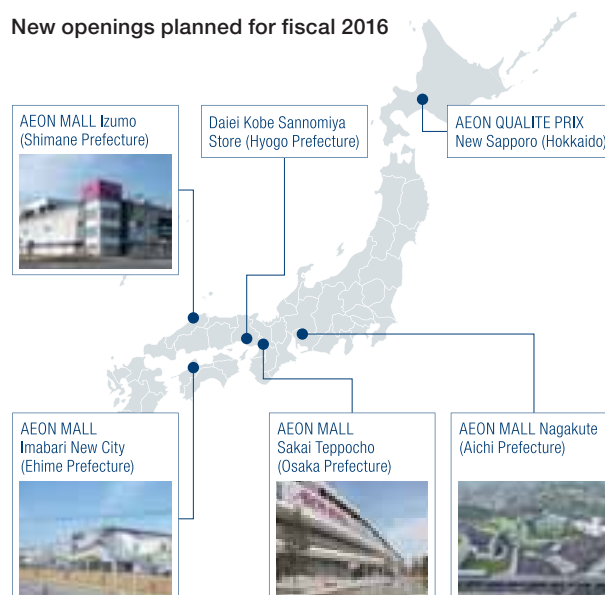 New openings planned for fiscal 2016
AEON MALL Izumo
(Shimane Prefecture)
Daiei Kobe Sannomiya
Store (Hyogo Prefecture)
AEON QUALITE PRIX
New Sapporo (Hokkaido)
AEON MALL
Imabari New City
(Ehime Prefecture)
AEON MALL
Sakai Teppocho
(Osaka Prefecture)
AEON MALL Nagakute
(Aichi Prefecture)